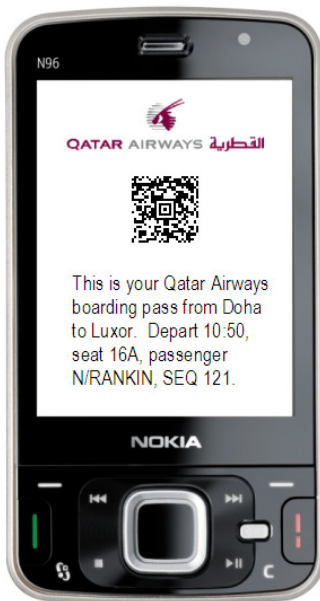 N96
QATAR AIRWAYS القطرية
This is your Qatar Airways
boarding pass from Doha
to Luxor.  Depart 10:50,
seat 16A, passenger
N/RANKIN, SEQ 121.
NOKIA
C